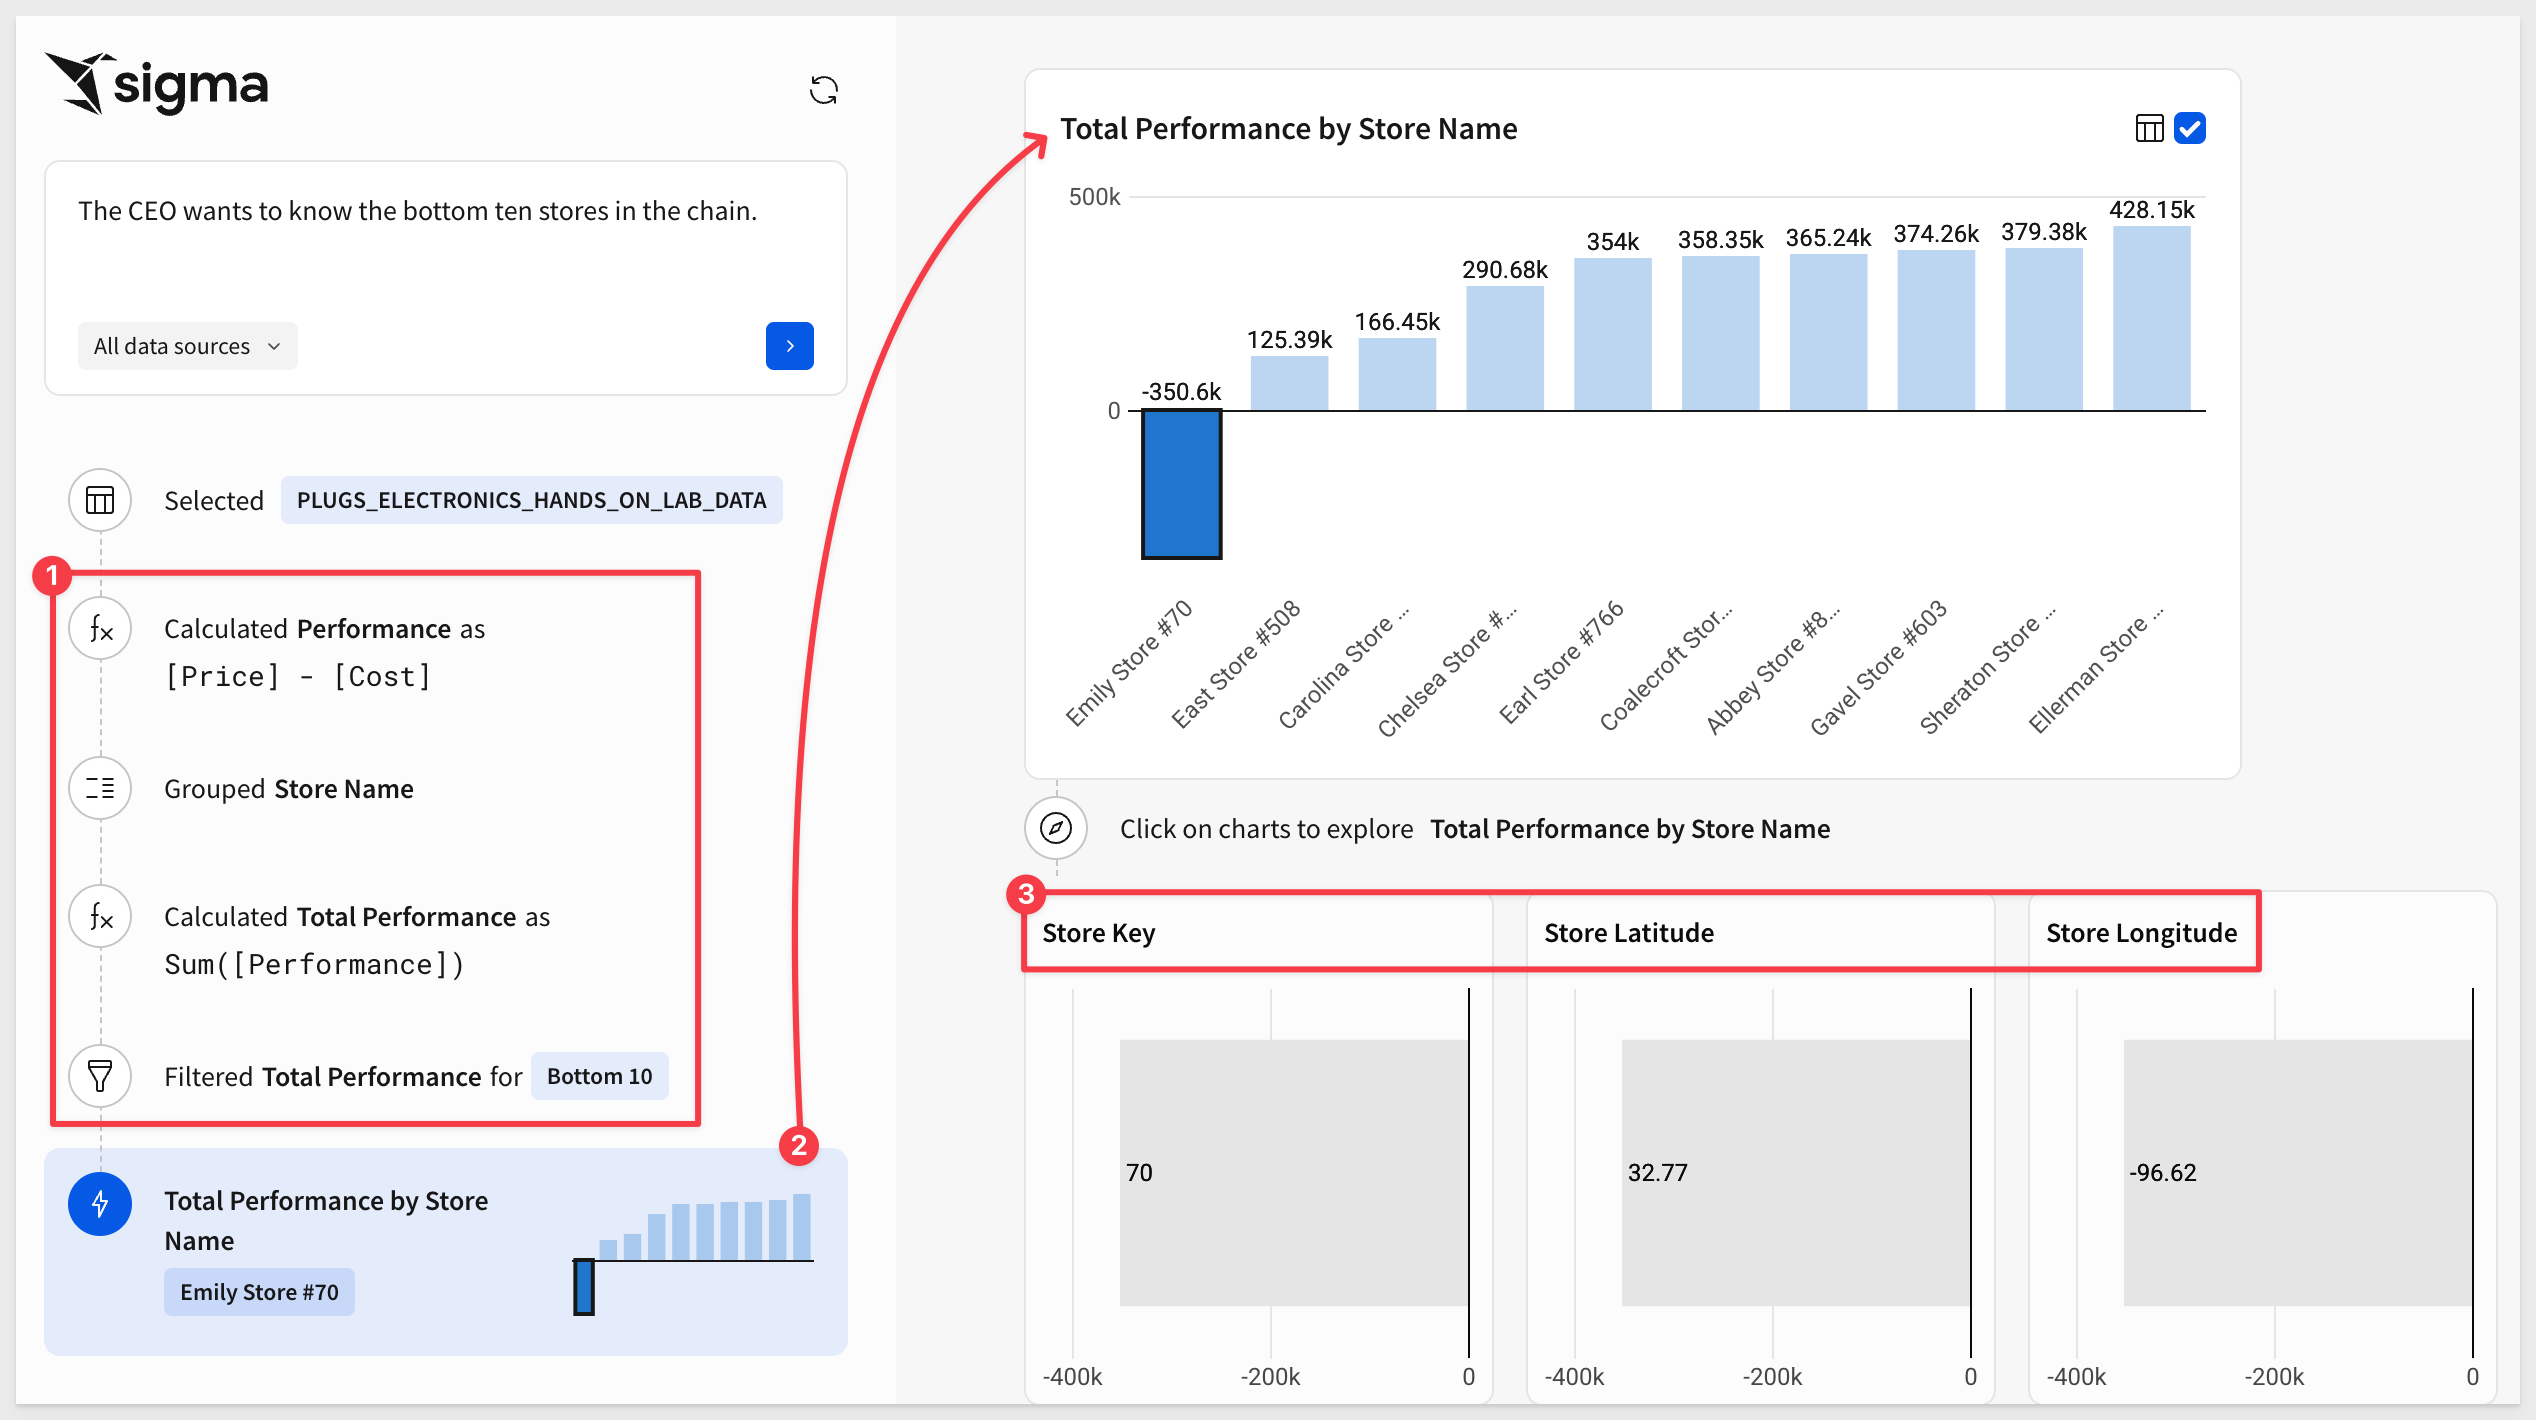 sigma
The CEO wants to know the bottom ten stores in the chain.
All data sources
Selected PLUGS_ELECTRONICS_HANDS_ON_LAB_DATA
1
Calculated Performance as
[Price] - [Cost]
Grouped Store Name
Calculated Total Performance as
Sum([Performance])
Filtered Total Performance for Bottom 10
2
Total Performance by Store
Name
Emily Store #70
Total Performance by Store Name
500k
0
-350.6k
125.39k
166.45k
290.68k
354k
358.35k
365.24k
374.26k
379.38k
428.15k
Emily Store #70
East Store #508
Carolina Store ...
Chelsea Store #...
Earl Store #766
Coalecroft Stor...
Abbey Store #8...
Gavel Store #603
Sheraton Store ...
Ellerman Store ...
Click on charts to explore Total Performance by Store Name
3
Store Key
70
-400k -200k 0
Store Latitude
32.77
-400k -200k 0
Store Longitude
-96.62
-400k -200k 0